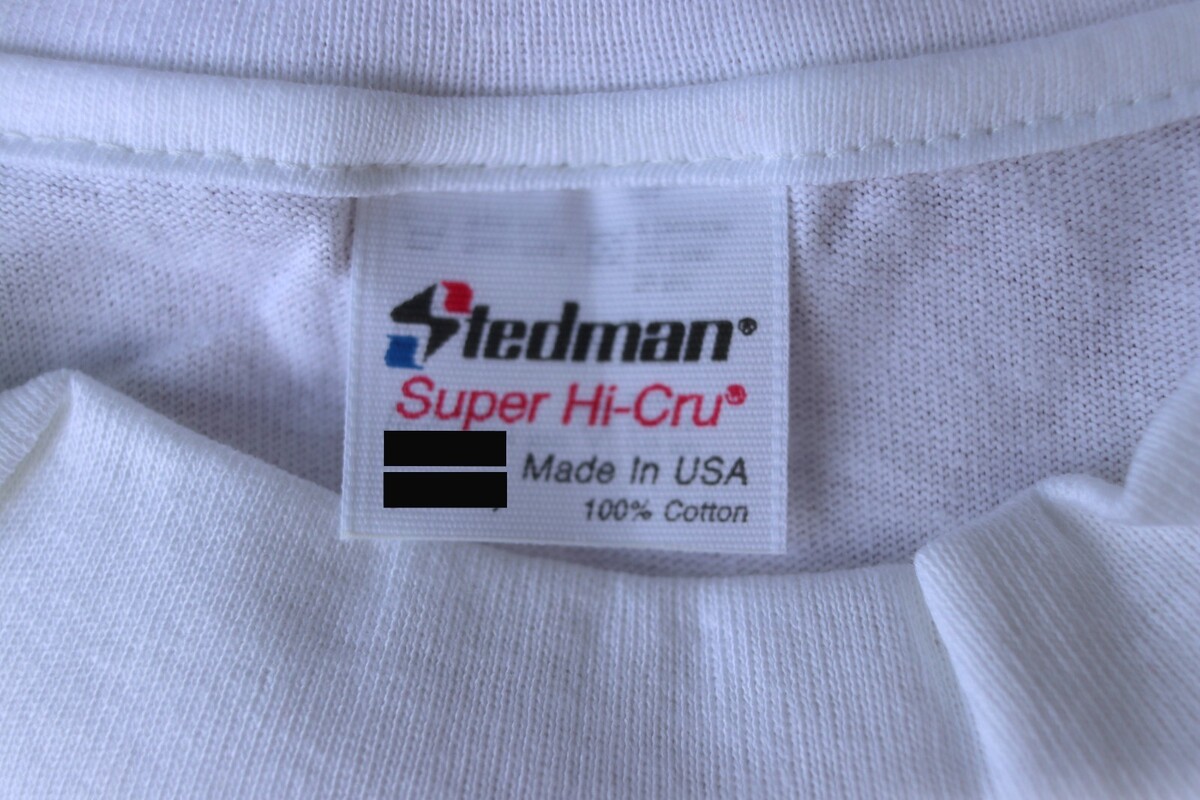 Stedman®
Super Hi-Cru®
Made In USA
100% Cotton